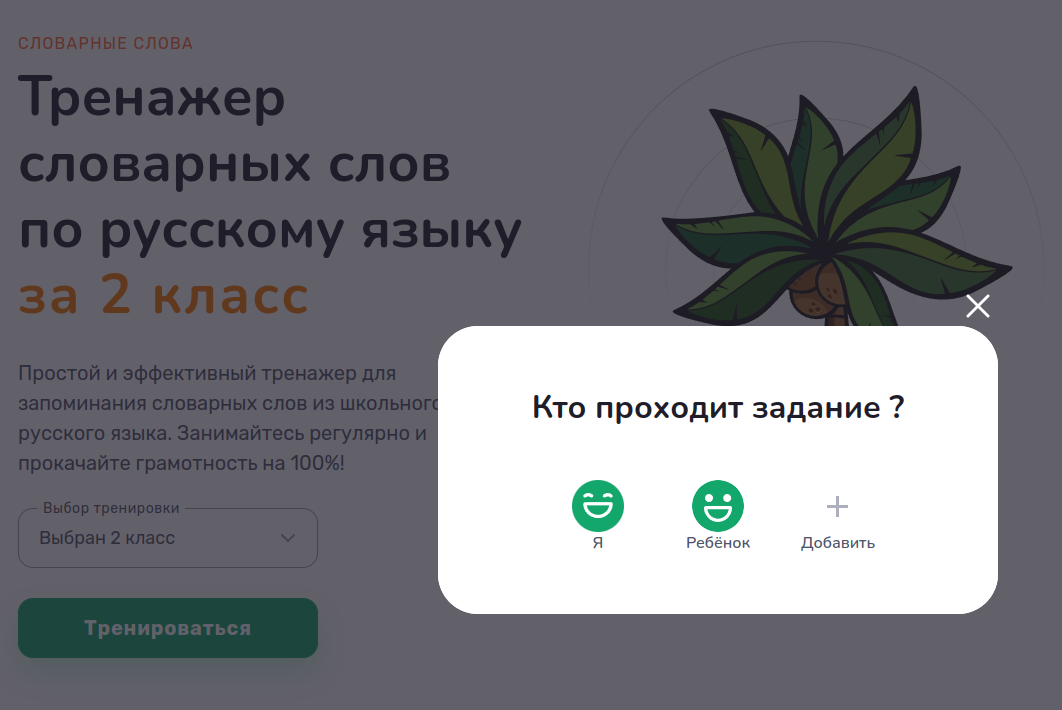 СЛОВАРНЫЕ СЛОВА
Тренажер
словарных слов
по русскому языку
за 2 класс
Простой и эффективный тренажер для
запоминания словарных слов из школьного
русского языка. Занимайтесь регулярно и
прокачайте грамотность на 100%!
Выбор тренировки
Выбран 2 класс
Тренироваться
Кто проходит задание ?
Я
Ребёнок
Добавить